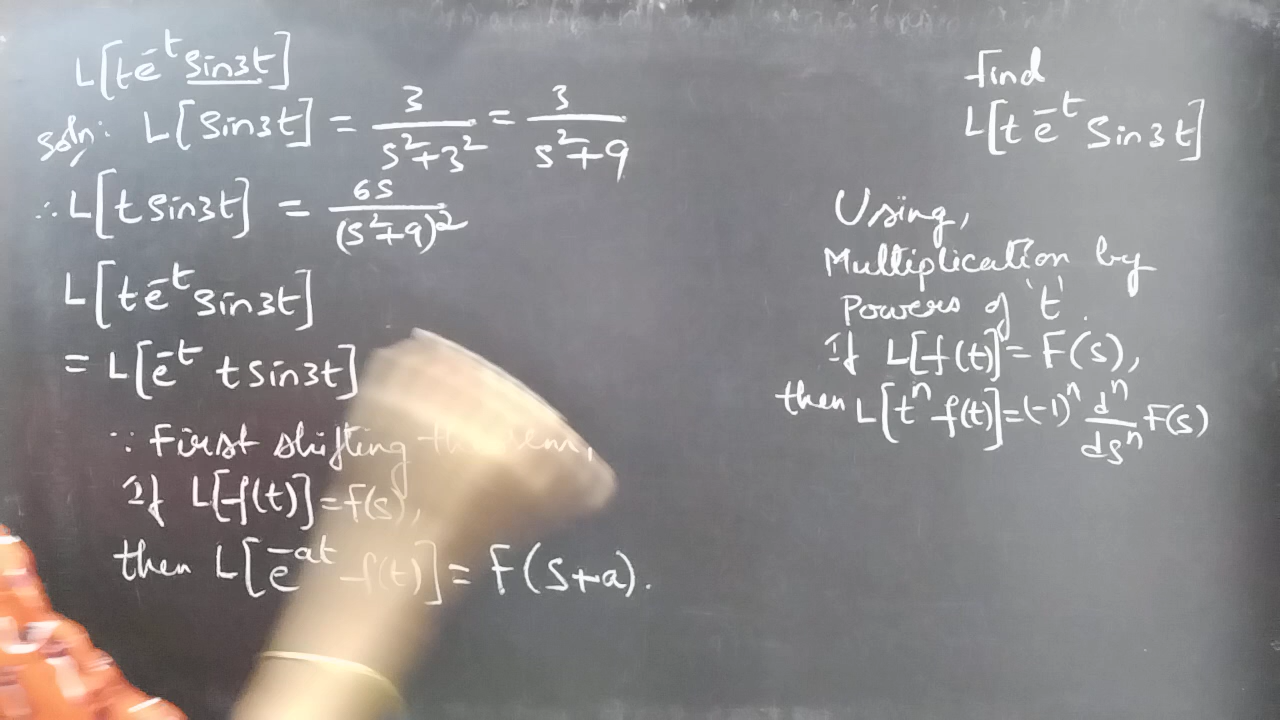 L[te^-t sin3t]
Soln: L[Sin3t] = 3/(s²+3²) = 3/(s²+9)
∴ L[t sin3t] = 6s/(s²+9)²
L[te^-t sin3t]
= L[e^-t t sin3t]
∵ First shifting
If L[f(t)] = F(s),
then L[e^-at f(t)] = F(s+a).
Find
L[t e^-t Sin3t]
Using,
Multiplication by
Powers of 't'.
If L[f(t)] = F(s),
then L[t^n f(t)] = (-1)^n d^n/ds^n F(s)